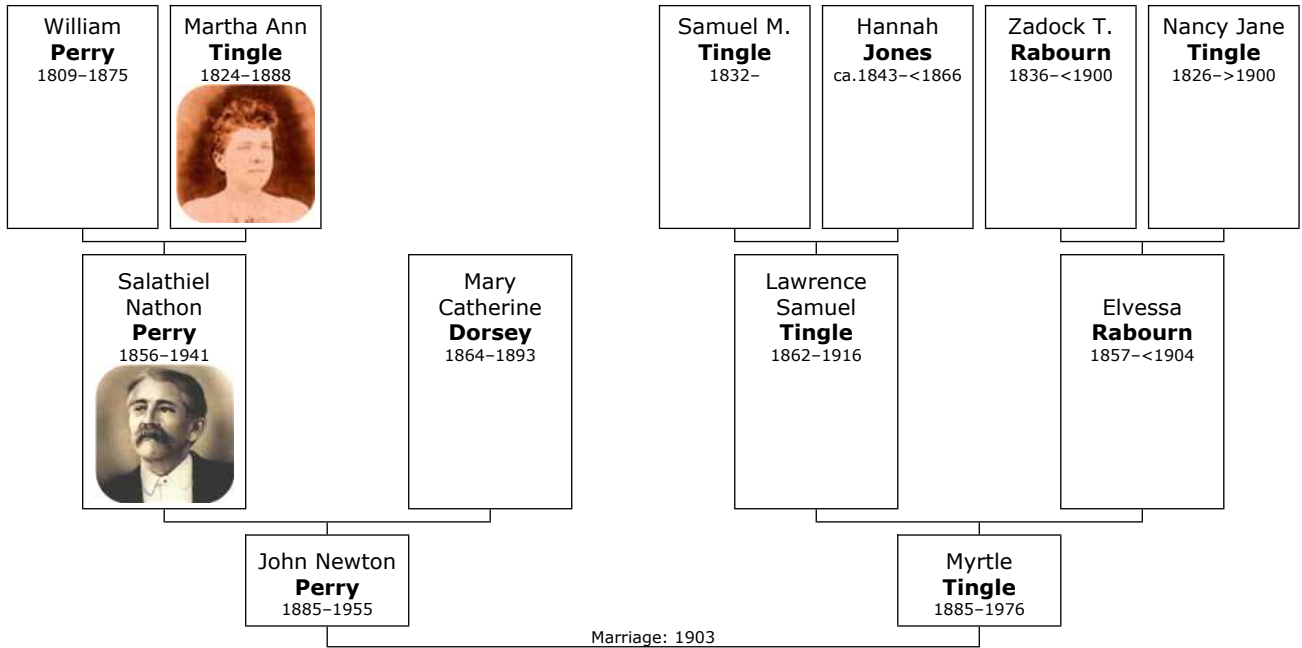 William
Perry
1809–1875
Martha Ann
Tingle
1824–1888
Samuel M.
Tingle
1832–
Hannah
Jones
ca.1843–<1866
Zadock T.
Rabourn
1836–<1900
Nancy Jane
Tingle
1826–>1900
Salathiel
Nathon
Perry
1856–1941
Mary
Catherine
Dorsey
1864–1893
Lawrence
Samuel
Tingle
1862–1916
Elvessa
Rabourn
1857–<1904
John Newton
Perry
1885–1955
Myrtle
Tingle
1885–1976
Marriage: 1903